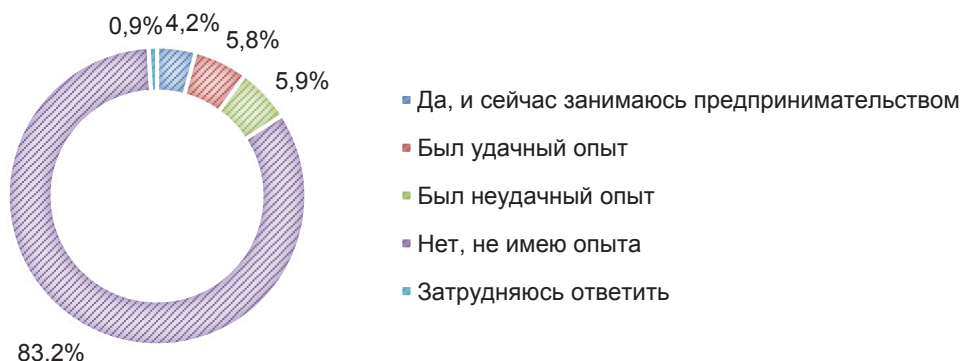 0,9%
4,2%
5,8%
5,9%
83,2%
Да, и сейчас занимаюсь предпринимательством
Был удачный опыт
Был неудачный опыт
Нет, не имею опыта
Затрудняюсь ответить